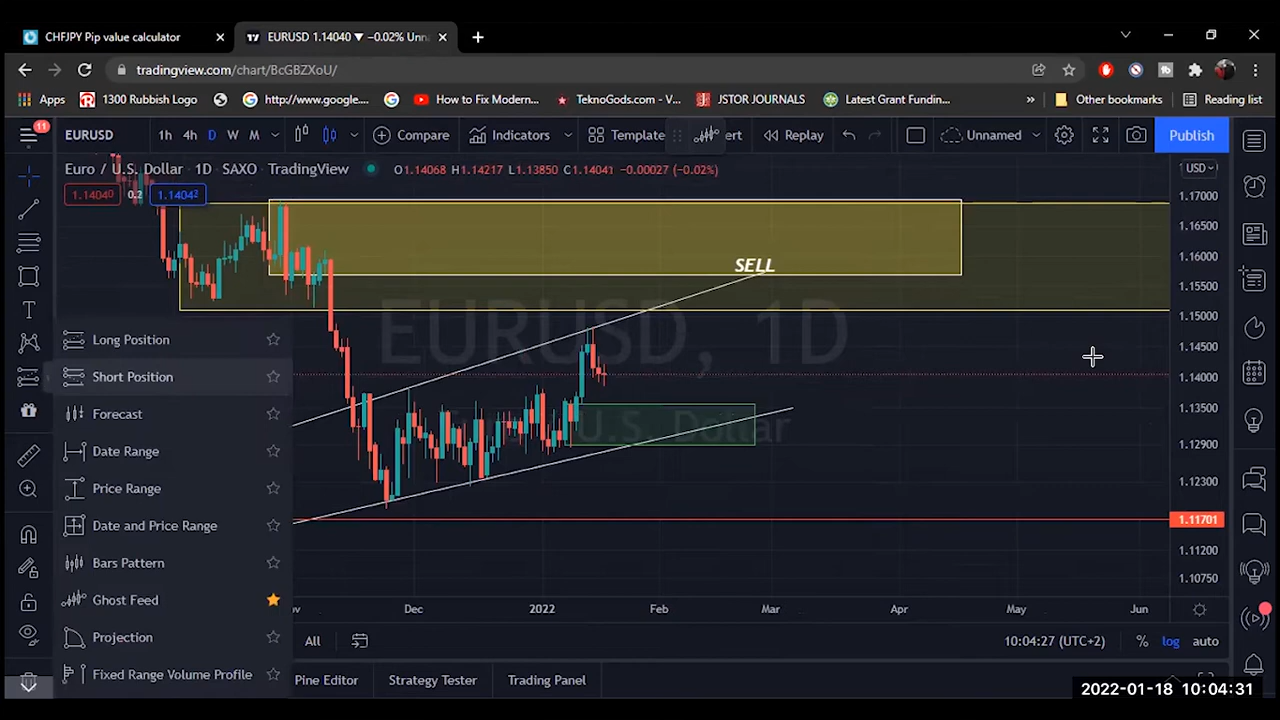 CHFJPY Pip value calculator
EURUSD 1.14040 ▼ −0.02% Unn
tradingview.com/chart/BcGBZXoU/
Apps 1300 Rubbish Logo http://www.google.... How to Fix Modern... TeknoGods.com - V... JSTOR JOURNALS Latest Grant Fundin... » Other bookmarks Reading list
11
EURUSD 1h 4h D W M Compare Indicators Template ert Replay Unnamed Publish
Euro / U.S. Dollar · 1D · SAXO TradingView O1.14068 H1.14217 L1.13850 C1.14041 −0.00027 (−0.02%)
USD
1.14040 0.2 1.14042
1.17000
1.16500
1.16000
1.15500
1.15000
1.14500
1.14000
1.13500
1.12900
1.12300
1.11701
1.11200
1.10750
SELL
EURUSD, 1D
U.S. Dollar
Long Position
Short Position
Forecast
Date Range
Price Range
Date and Price Range
Bars Pattern
Ghost Feed
Projection
Fixed Range Volume Profile
Dec 2022 Feb Mar Apr May Jun
All 10:04:27 (UTC+2) % log auto
Pine Editor Strategy Tester Trading Panel
2022-01-18 10:04:31